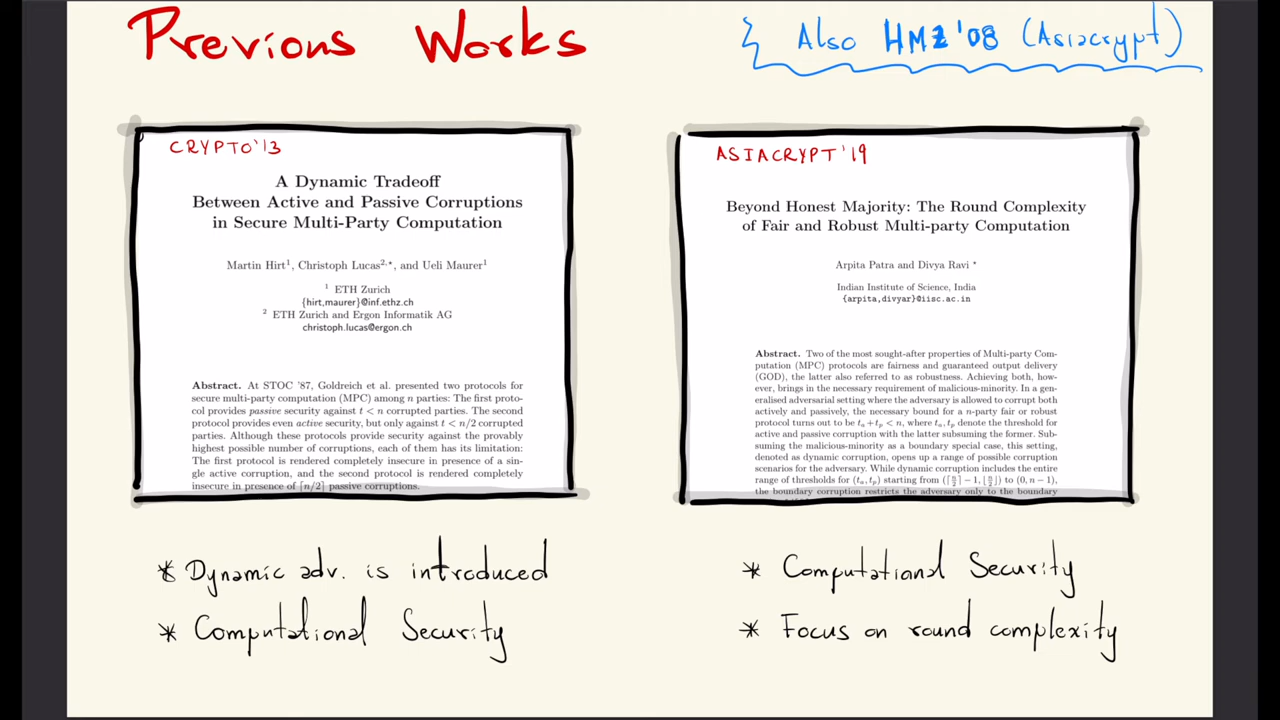 Previous Works
Also HMZ'08 (Asiacrypt)
CRYPTO'13
A Dynamic Tradeoff
Between Active and Passive Corruptions
in Secure Multi-Party Computation
Martin Hirt¹, Christoph Lucas²,⋆, and Ueli Maurer¹
¹ ETH Zurich
{hirt,maurer}@inf.ethz.ch
² ETH Zurich and Ergon Informatik AG
christoph.lucas@ergon.ch
Abstract. At STOC '87, Goldreich et al. presented two protocols for
secure multi-party computation (MPC) among n parties: The first proto-
col provides passive security against t < n corrupted parties. The second
protocol provides even active security, but only against t < n/2 corrupted
parties. Although these protocols provide security against the provably
highest possible number of corruptions, each of them has its limitation:
The first protocol is rendered completely insecure in presence of a sin-
gle active corruption, and the second protocol is rendered completely
insecure in presence of ⌈n/2⌉ passive corruptions.
* Dynamic adv. is introduced
* Computational Security
ASIACRYPT'19
Beyond Honest Majority: The Round Complexity
of Fair and Robust Multi-party Computation
Arpita Patra and Divya Ravi ⋆
Indian Institute of Science, India
{arpita,divyar}@iisc.ac.in
Abstract. Two of the most sought-after properties of Multi-party Com-
putation (MPC) protocols are fairness and guaranteed output delivery
(GOD), the latter also referred to as robustness. Achieving both, how-
ever, brings in the necessary requirement of malicious-minority. In a gen-
eralised adversarial setting where the adversary is allowed to corrupt both
actively and passively, the necessary bound for a n-party fair or robust
protocol turns out to be tₐ + tₚ < n, where tₐ, tₚ denote the threshold for
active and passive corruption with the latter subsuming the former. Sub-
suming the malicious-minority as a boundary special case, this setting,
denoted as dynamic corruption, opens up a range of possible corruption
scenarios for the adversary. While dynamic corruption includes the entire
range of thresholds for (tₐ, tₚ) starting from (⌈n/2⌉ − 1, ⌊n/2⌋) to (0, n − 1),
the boundary corruption restricts the adversary only to the boundary
* Computational Security
* Focus on round complexity